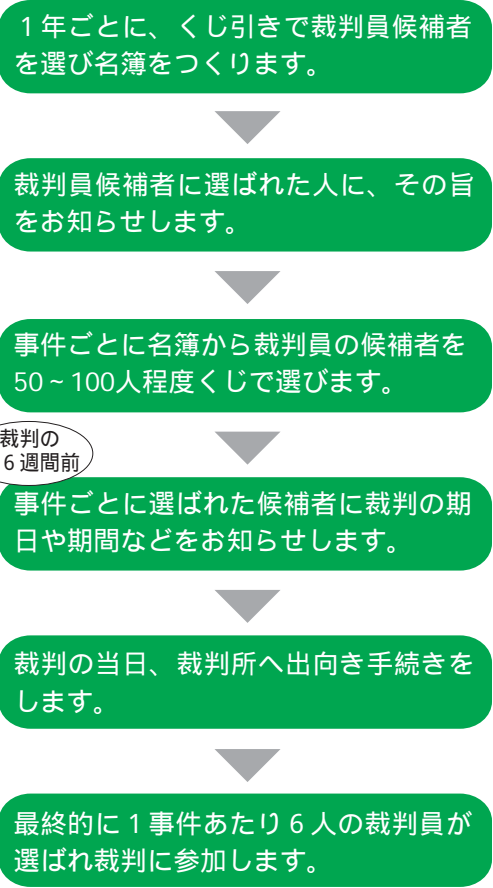 １年ごとに、くじ引きで裁判員候補者
を選び名簿をつくります。
裁判員候補者に選ばれた人に、その旨
をお知らせします。
事件ごとに名簿から裁判員の候補者を
50～100人程度くじで選びます。
裁判の
６週間前
事件ごとに選ばれた候補者に裁判の期
日や期間などをお知らせします。
裁判の当日、裁判所へ出向き手続きを
します。
最終的に１事件あたり６人の裁判員が
選ばれ裁判に参加します。